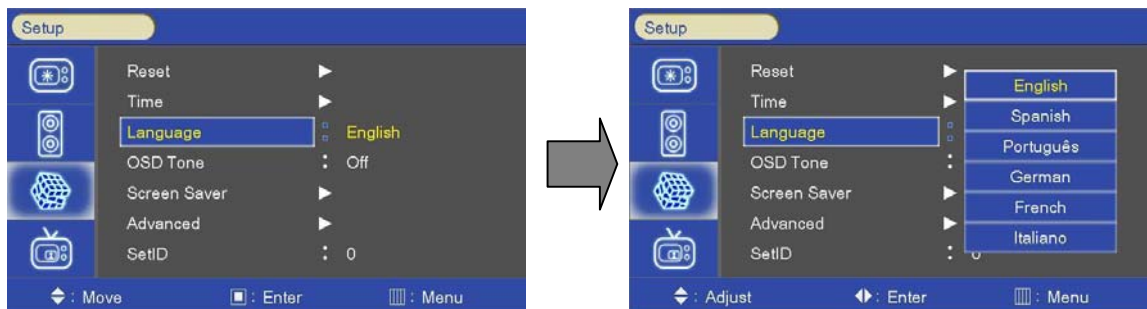 Setup
Reset
Time
Language : English
OSD Tone : Off
Screen Saver
Advanced
SetID : 0
: Move : Enter : Menu
Setup
Reset
Time
Language :
OSD Tone :
Screen Saver
Advanced
SetID : 0
English
Spanish
Português
German
French
Italiano
: Adjust : Enter : Menu